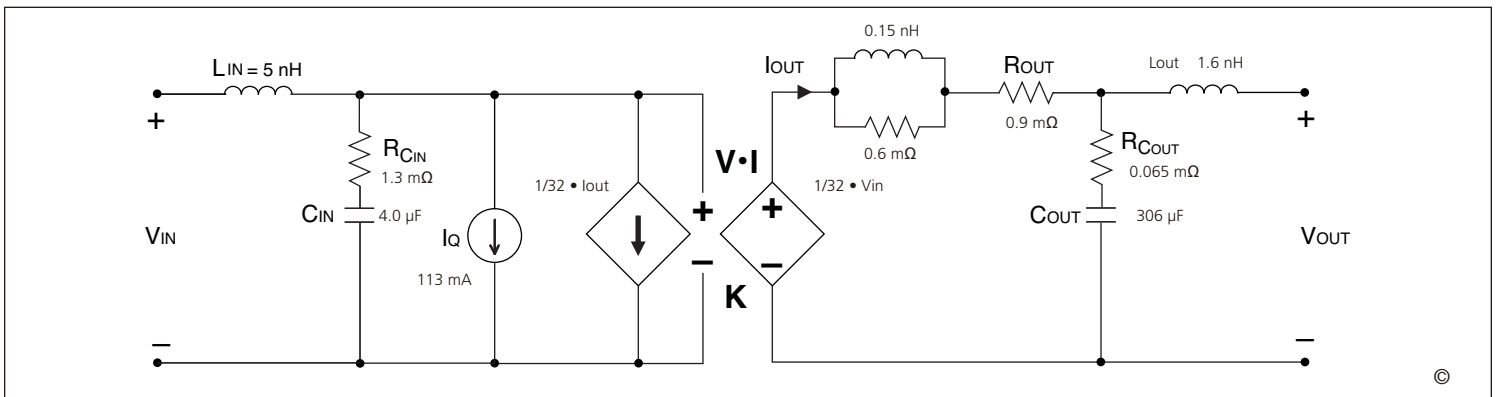 LIN = 5 nH
+
RCIN
1.3 mΩ
CIN
4.0 µF
VIN
IQ
113 mA
1/32 • Iout
+
–
–
V•I
K
0.15 nH
IOUT
0.6 mΩ
ROUT
0.9 mΩ
Lout 1.6 nH
+
RCOUT
0.065 mΩ
1/32 • Vin
+
–
COUT
306 µF
VOUT
–
©